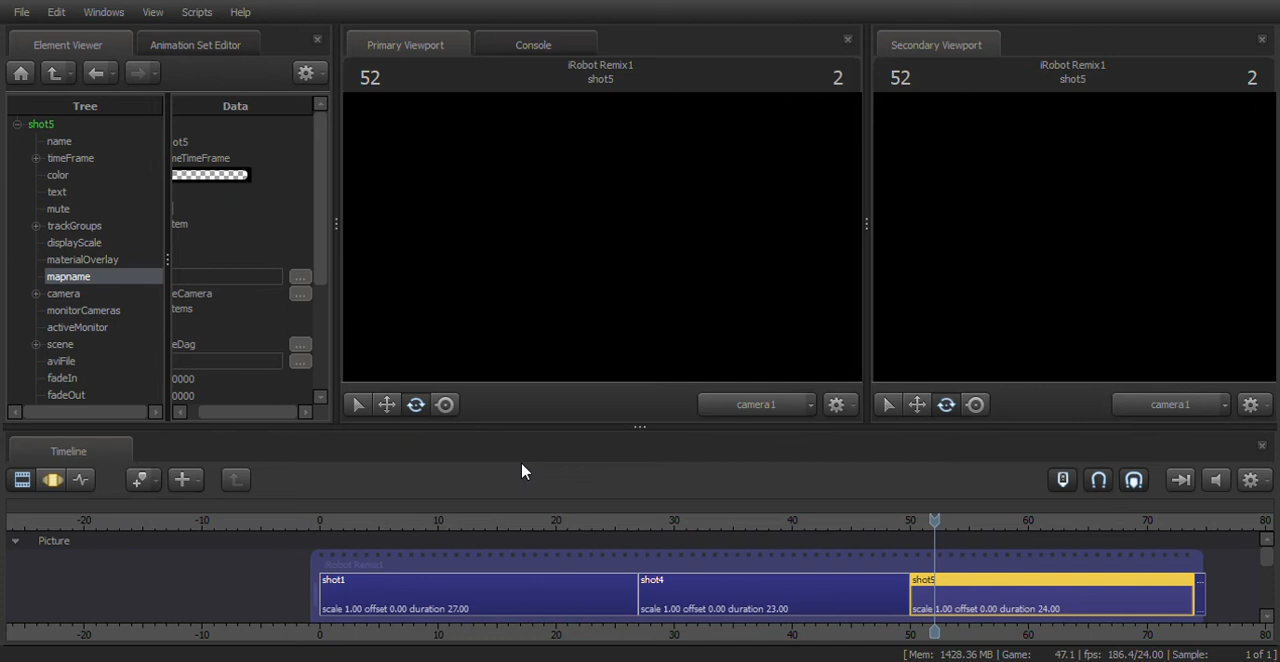 File Edit Windows View Scripts Help
Element Viewer Animation Set Editor
Primary Viewport Console
Secondary Viewport
52 iRobot Remix1 2
shot5
52 iRobot Remix1 2
shot5
Tree Data
shot5
name ot5
timeFrame meTimeFrame
color
text
mute
trackGroups tem
displayScale
materialOverlay
mapname ...
camera eCamera ...
monitorCameras tems
activeMonitor
scene eDag ...
aviFile ...
fadeIn 0000
fadeOut 0000
camera1 camera1
Timeline
-20 -10 0 10 20 30 40 50 60 70 80
Picture
iRobot Remix1
shot1 shot4 shot5
scale 1.00 offset 0.00 duration 27.00 scale 1.00 offset 0.00 duration 23.00 scale 1.00 offset 0.00 duration 24.00
-20 -10 0 10 20 30 40 50 60 70 80
[ Mem: 1428.36 MB | Game: 47.1 | fps: 186.4/24.00 | Sample: 1 of 1 ]